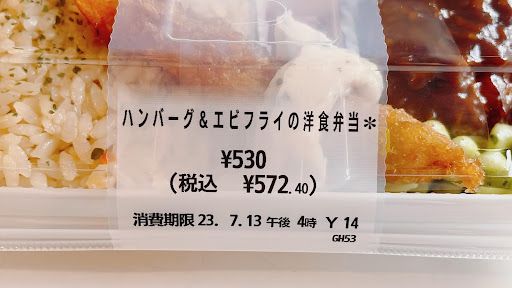 ハンバーグ＆エビフライの洋食弁当＊
¥530
(税込 ¥572.40)
消費期限 23. 7.13 午後 4時 Y 14
GH53